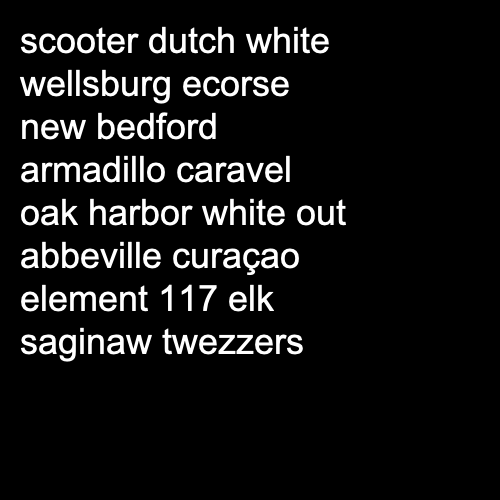 scooter dutch white
wellsburg ecorse
new bedford
armadillo caravel
oak harbor white out
abbeville curaçao
element 117 elk
saginaw twezzers